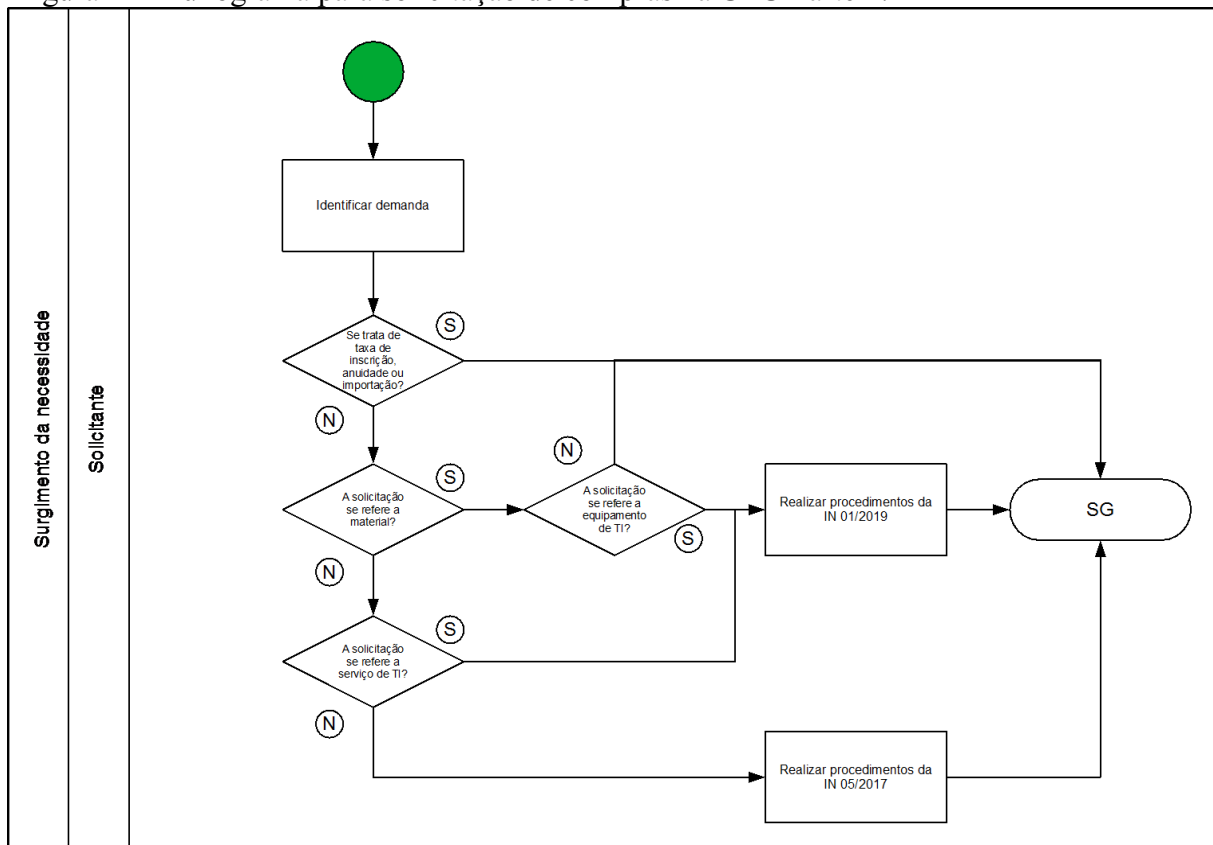 Surgimento da necessidade
Solicitante
Identificar demanda
Se trata de
taxa de
inscrição,
anuidade ou
importação?
S
N
A solicitação
se refere a
material?
S
N
A solicitação
se refere a
equipamento
de TI?
N
S
Realizar procedimentos da
IN 01/2019
SG
A solicitação
se refere a
serviço de TI?
S
N
Realizar procedimentos da
IN 05/2017